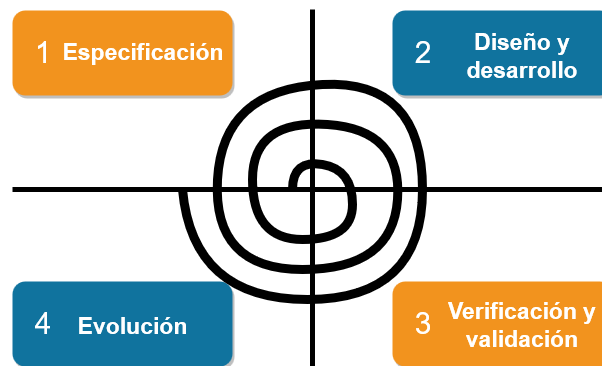 1 Especificación
2 Diseño y
desarrollo
4 Evolución
3 Verificación y
validación